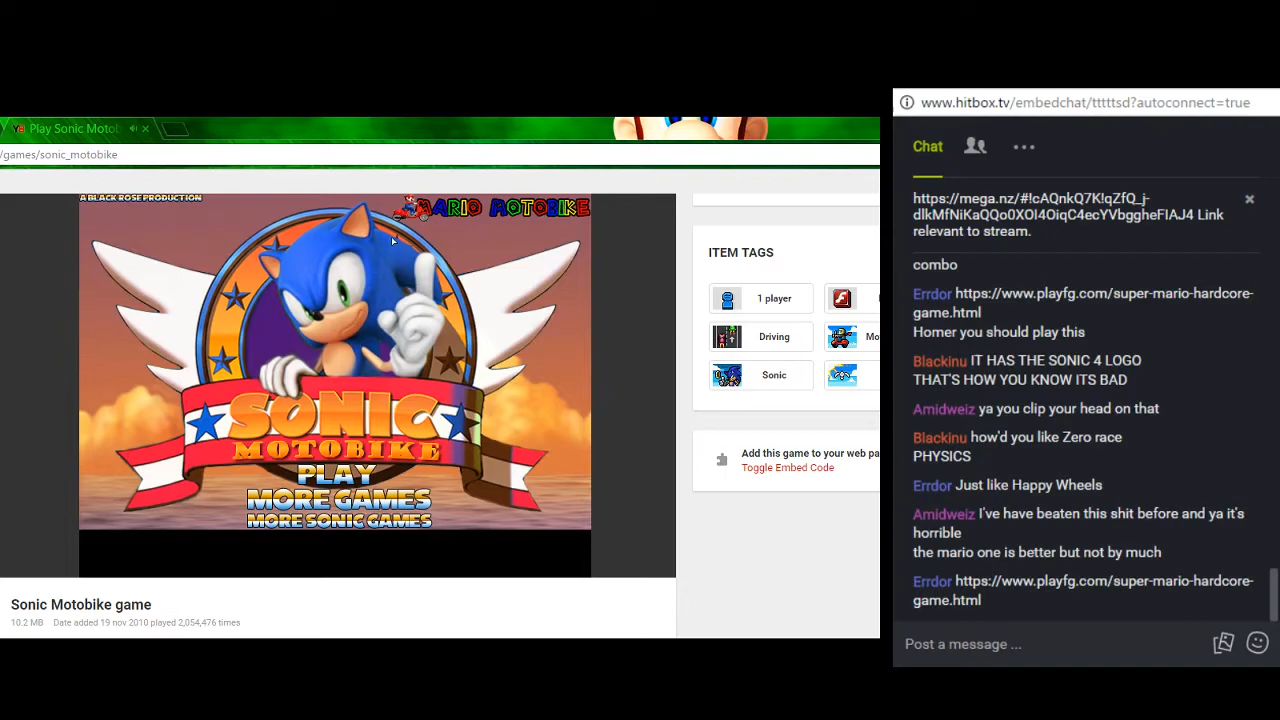 Play Sonic Motob
/games/sonic_motobike
A BLACK ROSE PRODUCTION
MARIO MOTOBIKE
SONIC
MOTOBIKE
PLAY
MORE GAMES
MORE SONIC GAMES
ITEM TAGS
1 player
Driving
Mo
Sonic
Add this game to your web pa
Toggle Embed Code
Sonic Motobike game
10.2 MB Date added 19 nov 2010 played 2,054,476 times
www.hitbox.tv/embedchat/tttttsd?autoconnect=true
Chat
https://mega.nz/#!cAQnkQ7K!qZfQ_j-
dlkMfNiKaQQo0XOI4OiqC4ecYVbggheFIAJ4 Link
relevant to stream.
combo
Errdor https://www.playfg.com/super-mario-hardcore-
game.html
Homer you should play this
Blackinu IT HAS THE SONIC 4 LOGO
THAT'S HOW YOU KNOW ITS BAD
Amidweiz ya you clip your head on that
Blackinu how'd you like Zero race
PHYSICS
Errdor Just like Happy Wheels
Amidweiz I've have beaten this shit before and ya it's
horrible
the mario one is better but not by much
Errdor https://www.playfg.com/super-mario-hardcore-
game.html
Post a message ...